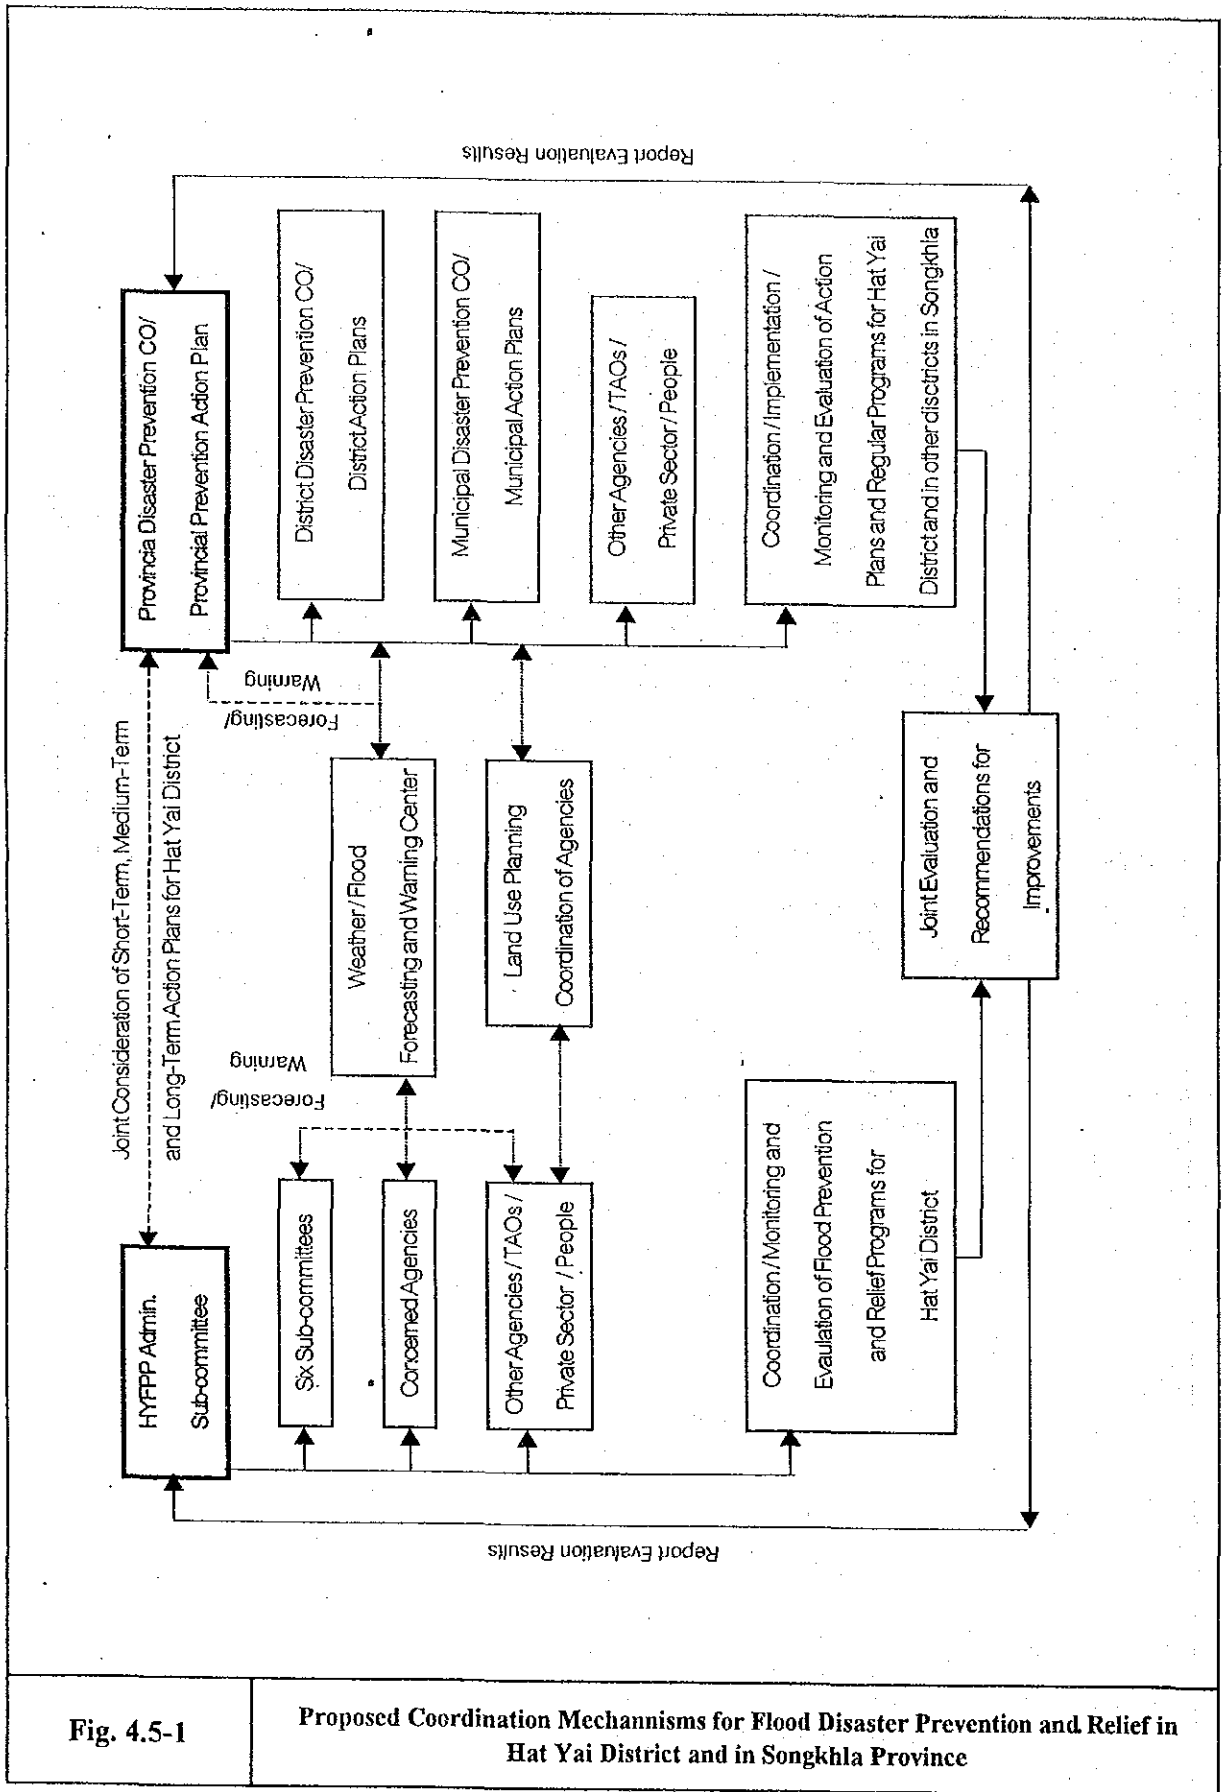 HYFPP Admin.
Sub-committee
Joint Consideration of Short-Term, Medium-Term
and Long-Term Action Plans for Hat Yai District
Provincia Disaster Prevention CO/
Provincial Prevention Action Plan
Six Sub-committees
Concerned Agencies
Other Agencies / TAOs /
Private Sector / People
Forecasting/
Warning
Weather / Flood
Forecasting and Warning Center
Land Use Planning
Coordination of Agencies
Forecasting/
Warning
District Disaster Prevention CO/
District Action Plans
Municipal Disaster Prevention CO/
Municipal Action Plans
Other Agencies / TAOs /
Private Sector / People
Coordination / Monitoring and
Evaulation of Flood Prevention
and Relief Programs for
Hat Yai District
Coordination / Implementation /
Monitoring and Evaluation of Action
Plans and Regular Programs for Hat Yai
District and in other disctricts in Songkhla
Joint Evaluation and
Recommendations for
Improvements
Report Evaluation Results
Report Evaluation Results
Fig. 4.5-1
Proposed Coordination Mechannisms for Flood Disaster Prevention and Relief in
Hat Yai District and in Songkhla Province